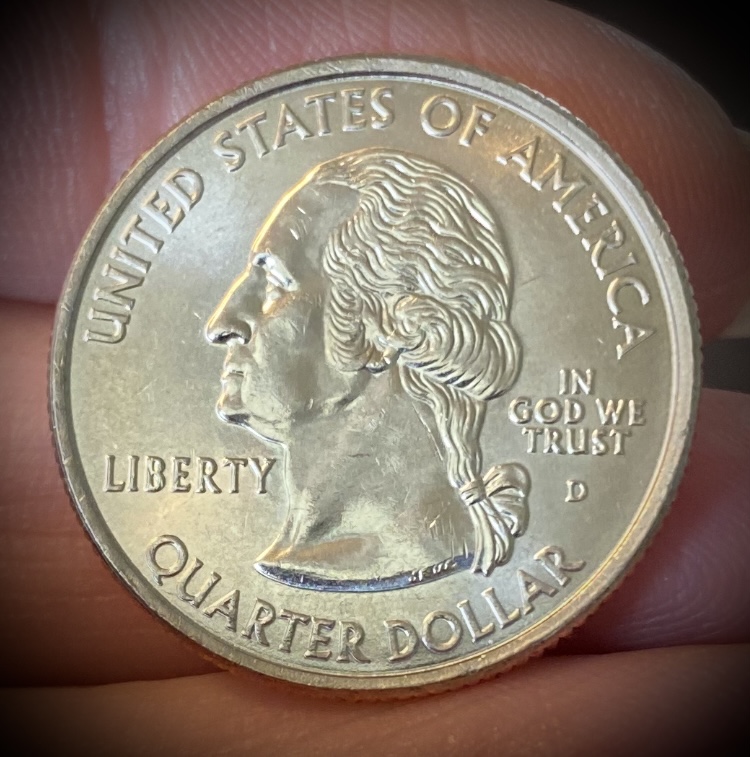 UNITED STATES OF AMERICA
LIBERTY
IN
GOD WE
TRUST
D
QUARTER DOLLAR